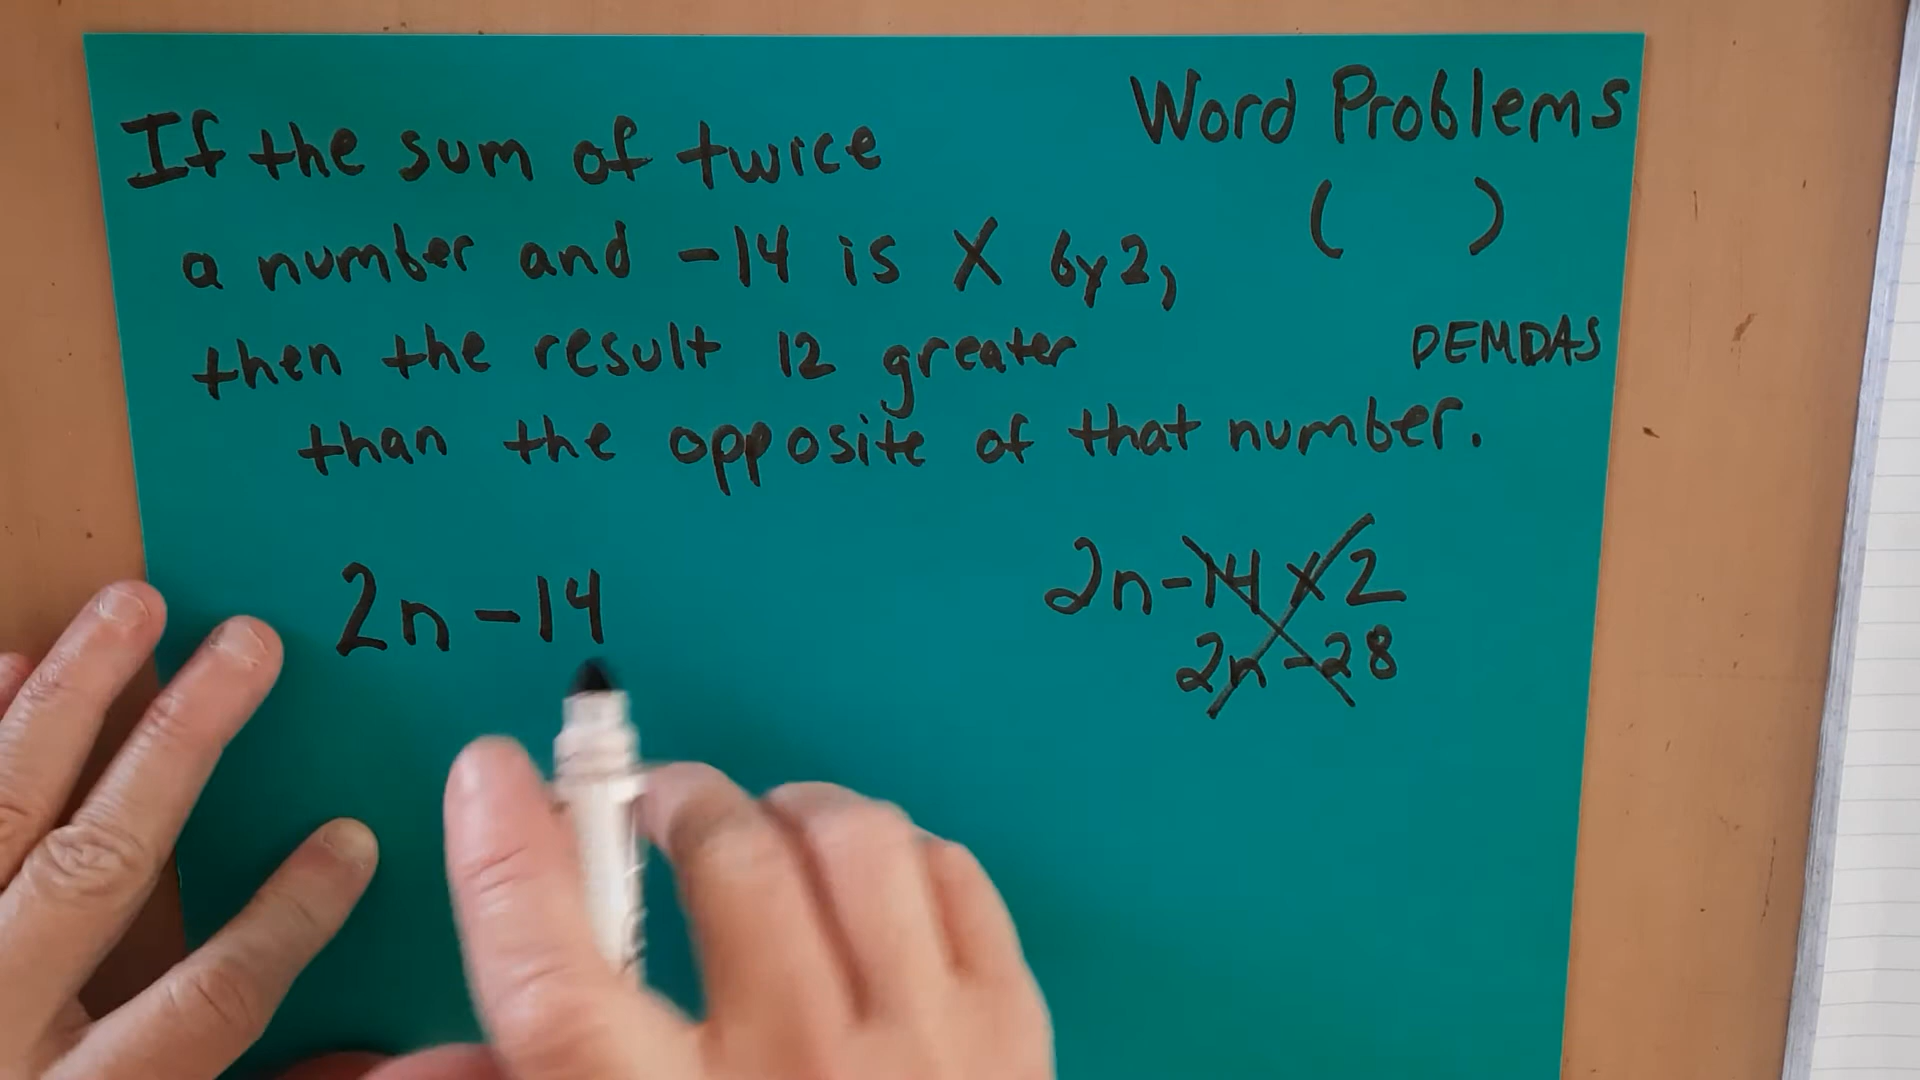 Word Problems
( )
PEMDAS
If the sum of twice
a number and -14 is X by 2,
then the result 12 greater
than the opposite of that number.
2n -14
2n-14 x 2
2n-28